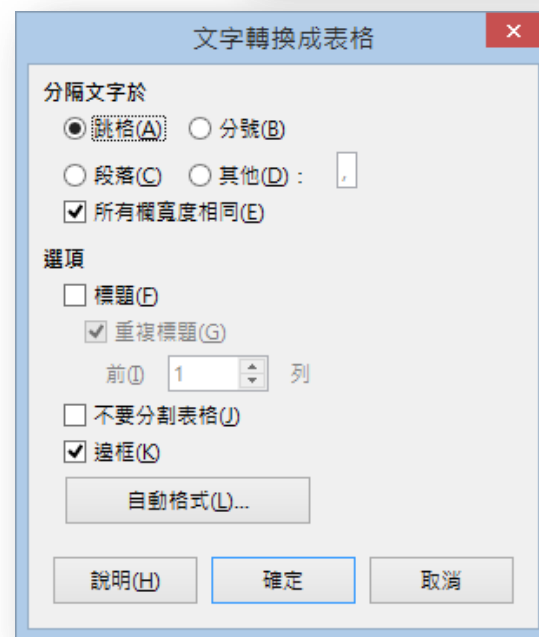 文字轉換成表格
分隔文字於
跳格(A) 分號(B)
段落(C) 其他(D)： ,
所有欄寬度相同(E)
選項
標題(F)
重複標題(G)
前(I) 1 列
不要分割表格(J)
邊框(K)
自動格式(L)...
說明(H) 確定 取消